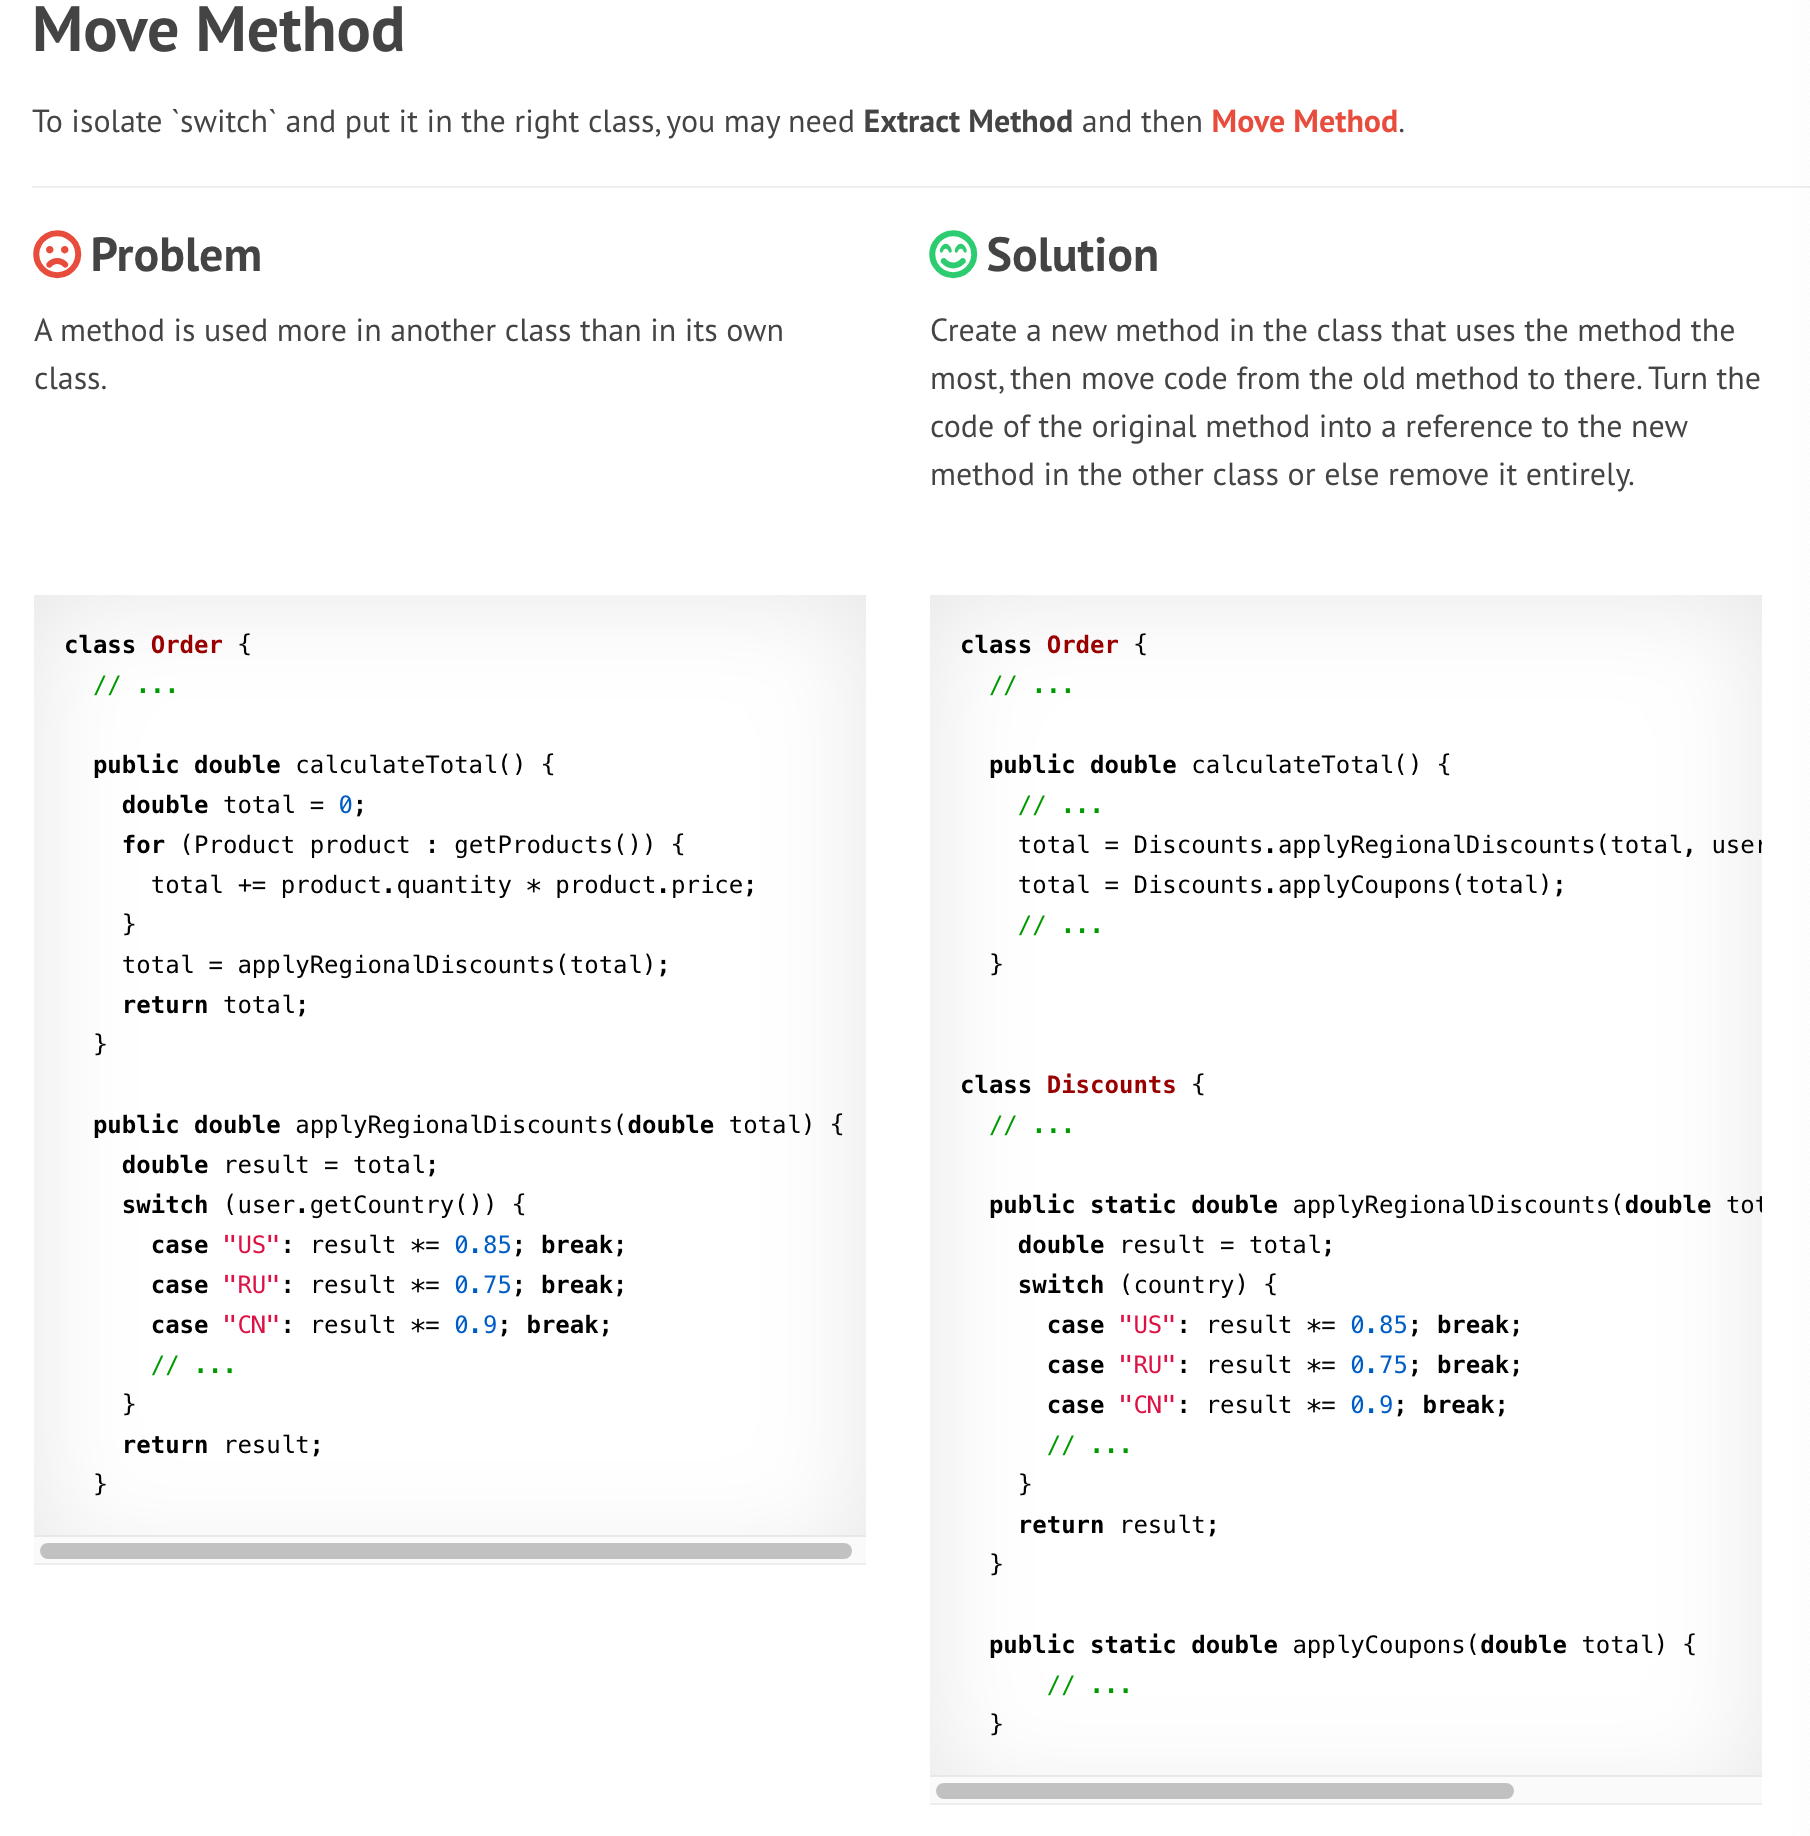 Move Method
To isolate `switch` and put it in the right class, you may need Extract Method and then Move Method.
Problem
A method is used more in another class than in its own
class.
class Order {
// ...
public double calculateTotal() {
double total = 0;
for (Product product : getProducts()) {
total += product.quantity * product.price;
}
total = applyRegionalDiscounts(total);
return total;
}
public double applyRegionalDiscounts(double total) {
double result = total;
switch (user.getCountry()) {
case "US": result *= 0.85; break;
case "RU": result *= 0.75; break;
case "CN": result *= 0.9; break;
// ...
}
return result;
}
Solution
Create a new method in the class that uses the method the
most, then move code from the old method to there. Turn the
code of the original method into a reference to the new
method in the other class or else remove it entirely.
class Order {
// ...
public double calculateTotal() {
// ...
total = Discounts.applyRegionalDiscounts(total, user
total = Discounts.applyCoupons(total);
// ...
}
class Discounts {
// ...
public static double applyRegionalDiscounts(double tot
double result = total;
switch (country) {
case "US": result *= 0.85; break;
case "RU": result *= 0.75; break;
case "CN": result *= 0.9; break;
// ...
}
return result;
}
public static double applyCoupons(double total) {
// ...
}